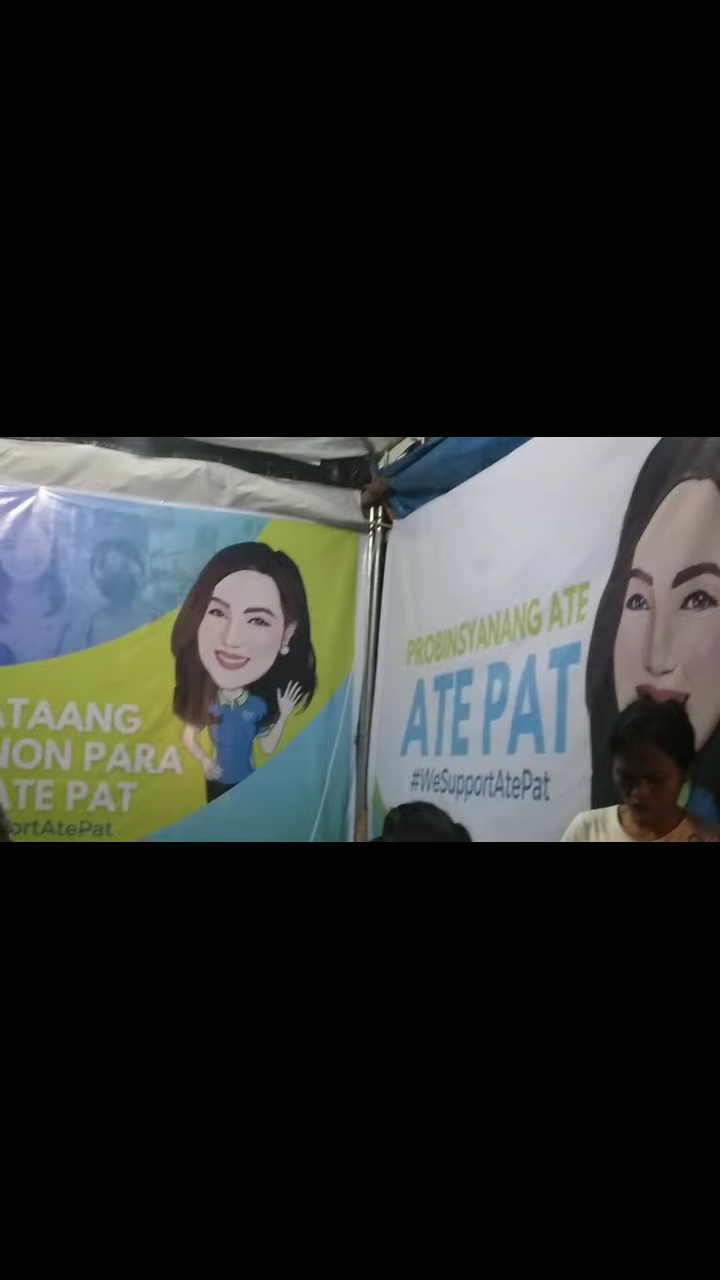 ATAANG
NON PARA
ATE PAT
ortAtePat
PROBINSYANANG ATE
ATE PAT
#WeSupportAtePat